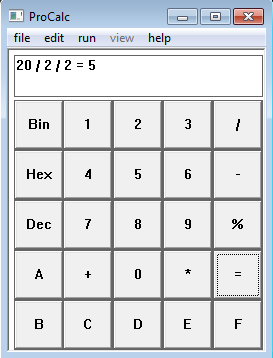 ProCalc
file edit run view help
20 / 2 / 2 = 5
Bin 1 2 3 /
Hex 4 5 6 -
Dec 7 8 9 %
A + 0 * =
B C D E F